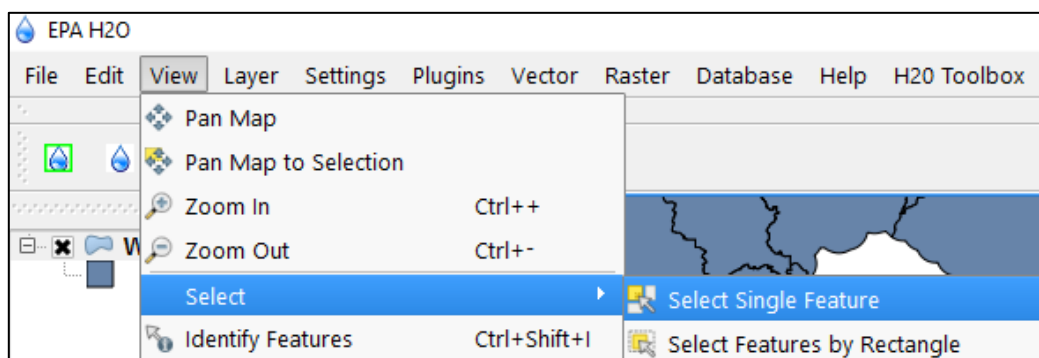 EPA H2O
File Edit View Layer Settings Plugins Vector Raster Database Help H20 Toolbox
Pan Map
Pan Map to Selection
Zoom In Ctrl++
W
Zoom Out Ctrl+-
Select
Select Single Feature
Identify Features Ctrl+Shift+I
Select Features by Rectangle